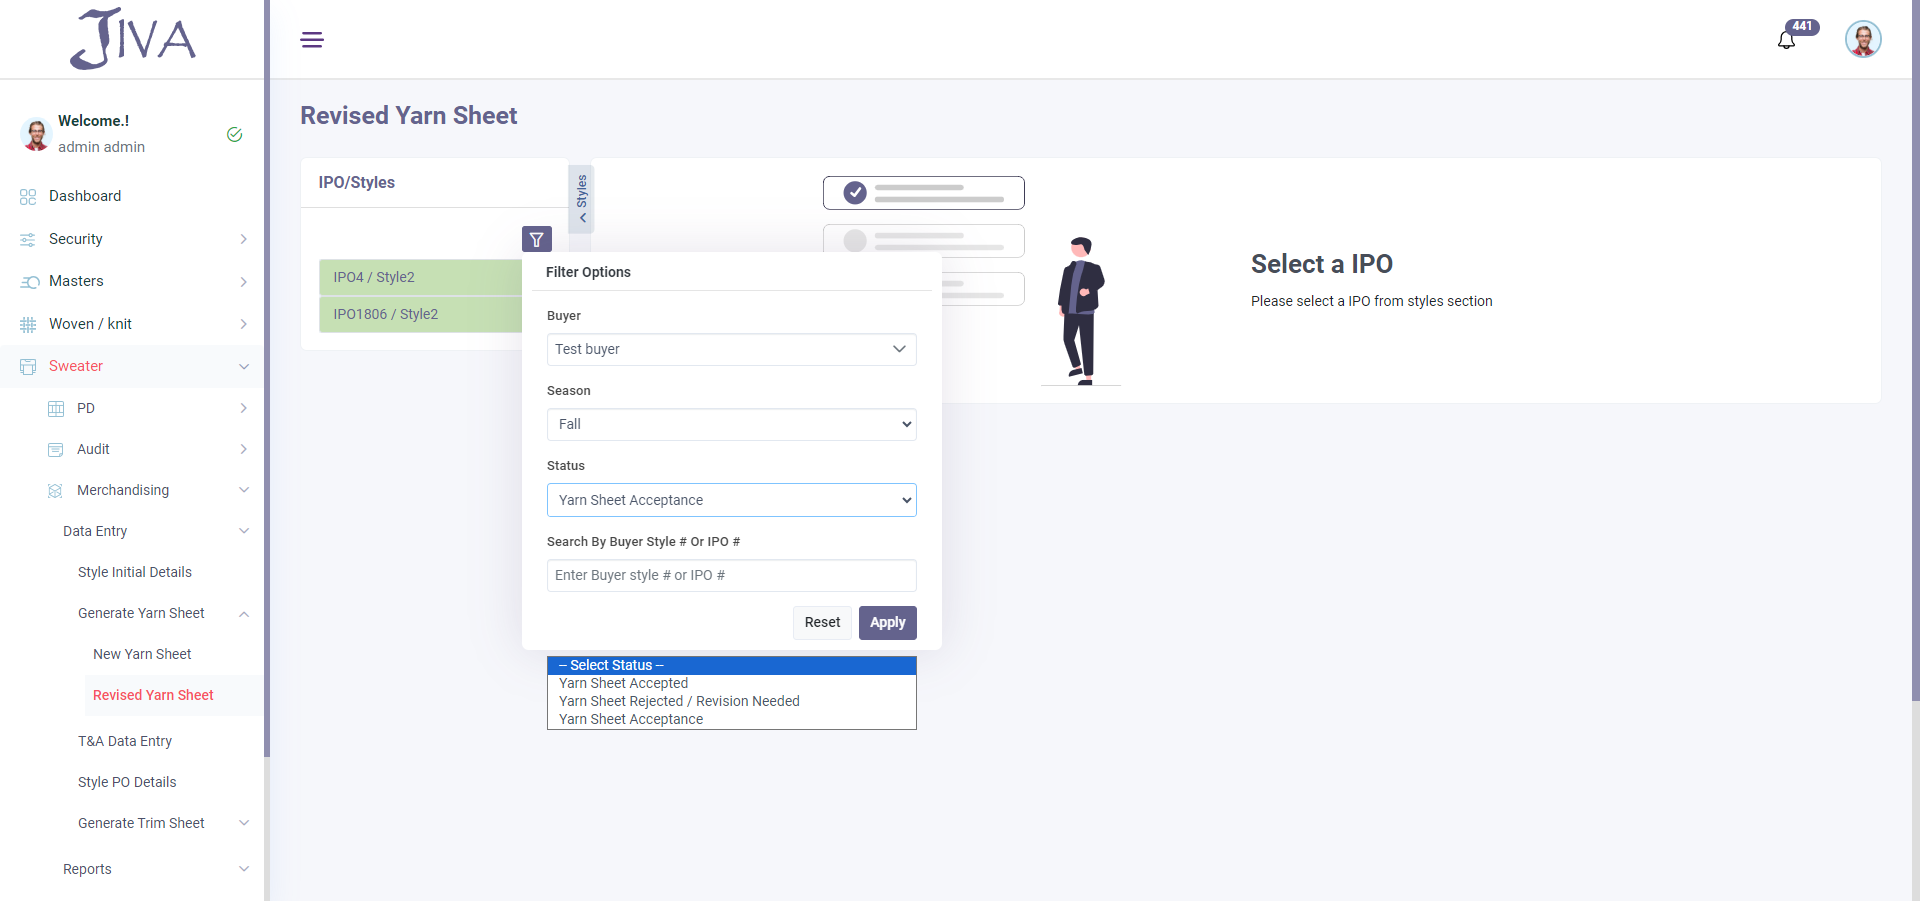 JIVA
441
Welcome.!
admin admin
Dashboard
Security
Masters
Woven / knit
Sweater
PD
Audit
Merchandising
Data Entry
Style Initial Details
Generate Yarn Sheet
New Yarn Sheet
Revised Yarn Sheet
T&A Data Entry
Style PO Details
Generate Trim Sheet
Reports
Revised Yarn Sheet
IPO/Styles
Styles
IPO4 / Style2
IPO1806 / Style2
Filter Options
Buyer
Test buyer
Season
Fall
Status
Yarn Sheet Acceptance
Search By Buyer Style # Or IPO #
Enter Buyer style # or IPO #
Reset
Apply
-- Select Status --
Yarn Sheet Accepted
Yarn Sheet Rejected / Revision Needed
Yarn Sheet Acceptance
Select a IPO
Please select a IPO from styles section